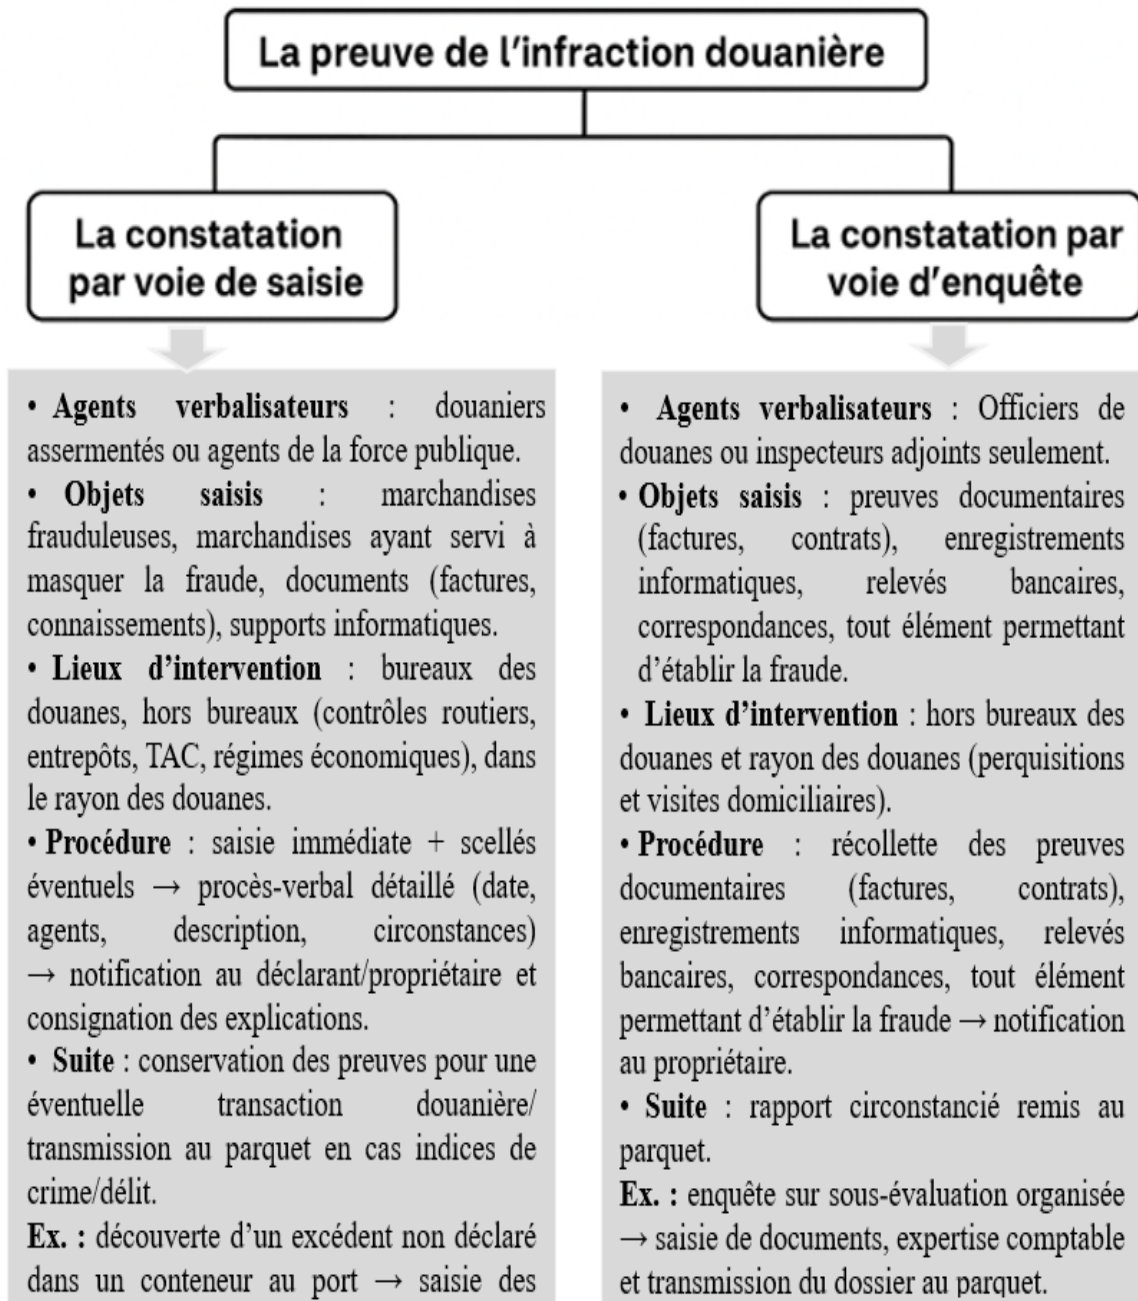 La preuve de l'infraction douanière
La constatation
par voie de saisie
• Agents verbalisateurs : douaniers
assermentés ou agents de la force publique.
• Objets saisis : marchandises
frauduleuses, marchandises ayant servi à
masquer la fraude, documents (factures,
connaissements), supports informatiques.
• Lieux d'intervention : bureaux des
douanes, hors bureaux (contrôles routiers,
entrepôts, TAC, régimes économiques), dans
le rayon des douanes.
• Procédure : saisie immédiate + scellés
éventuels → procès-verbal détaillé (date,
agents, description, circonstances)
→ notification au déclarant/propriétaire et
consignation des explications.
• Suite : conservation des preuves pour une
éventuelle transaction douanière/
transmission au parquet en cas indices de
crime/délit.
Ex. : découverte d'un excédent non déclaré
dans un conteneur au port → saisie des
La constatation par
voie d'enquête
• Agents verbalisateurs : Officiers de
douanes ou inspecteurs adjoints seulement.
• Objets saisis : preuves documentaires
(factures, contrats), enregistrements
informatiques, relevés bancaires,
correspondances, tout élément permettant
d'établir la fraude.
• Lieux d'intervention : hors bureaux des
douanes et rayon des douanes (perquisitions
et visites domiciliaires).
• Procédure : récollette des preuves
documentaires (factures, contrats),
enregistrements informatiques, relevés
bancaires, correspondances, tout élément
permettant d'établir la fraude → notification
au propriétaire.
• Suite : rapport circonstancié remis au
parquet.
Ex. : enquête sur sous-évaluation organisée
→ saisie de documents, expertise comptable
et transmission du dossier au parquet.